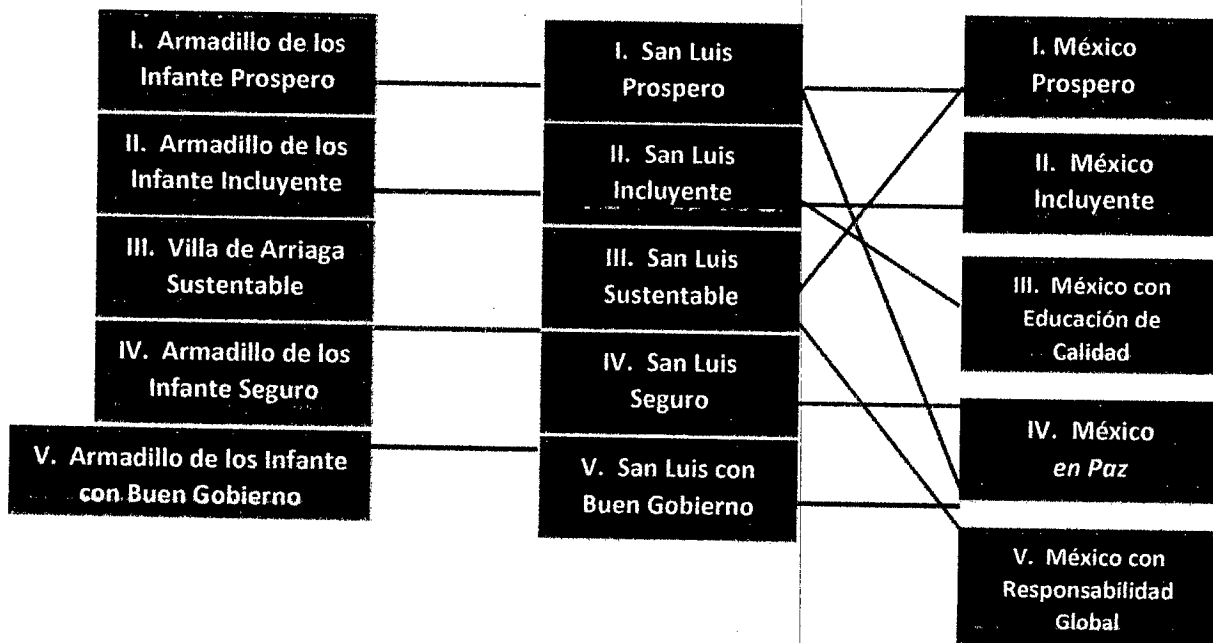 I. Armadillo de los
Infante Prospero
II. Armadillo de los
Infante Incluyente
III. Villa de Arriaga
Sustentable
IV. Armadillo de los
Infante Seguro
V. Armadillo de los Infante
con Buen Gobierno
I. San Luis
Prospero
II. San Luis
Incluyente
III. San Luis
Sustentable
IV. San Luis
Seguro
V. San Luis con
Buen Gobierno
I. México
Prospero
II. México
Incluyente
III. México con
Educación de
Calidad
IV. México
en Paz
V. México con
Responsabilidad
Global